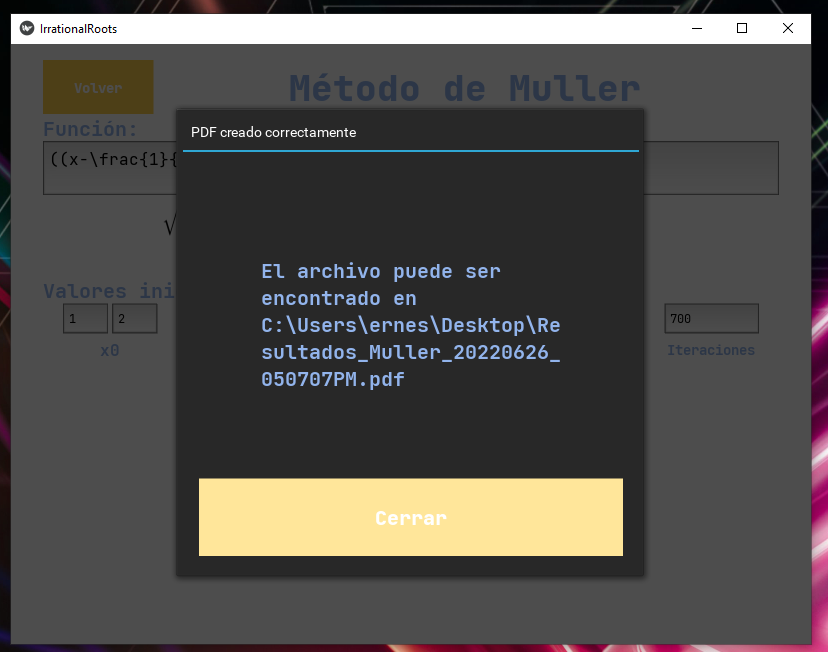 IrrationalRoots
Volver
Método de Muller
Función:
((x-\frac{1}{
√
PDF creado correctamente
El archivo puede ser
encontrado en
C:\Users\ernes\Desktop\Re
sultados_Muller_20220626_
050707PM.pdf
Valores ini
1 2 700
x0 Iteraciones
Cerrar